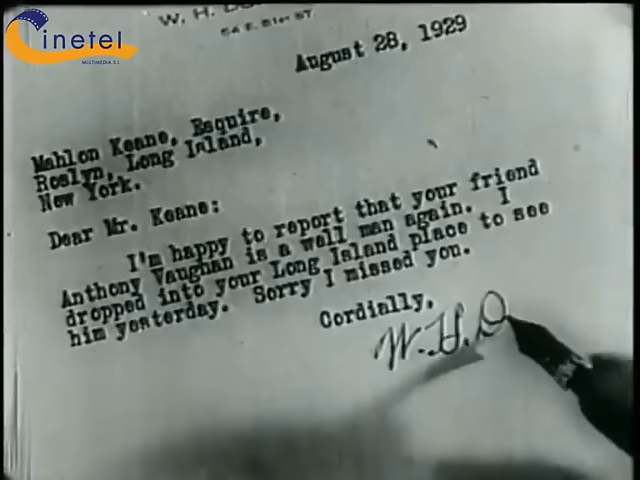 Cinetel
MULTIMEDIA S.L.
W. H.
54 E. 51ST ST
August 28, 1929
Mahlon Keane, Esquire,
Roslyn, Long Island,
New York.
Dear Mr. Keane:
I'm happy to report that your friend
Anthony Vaughan is a well man again. I
dropped into your Long Island place to see
him yesterday. Sorry I missed you.
Cordially,
W. H. D